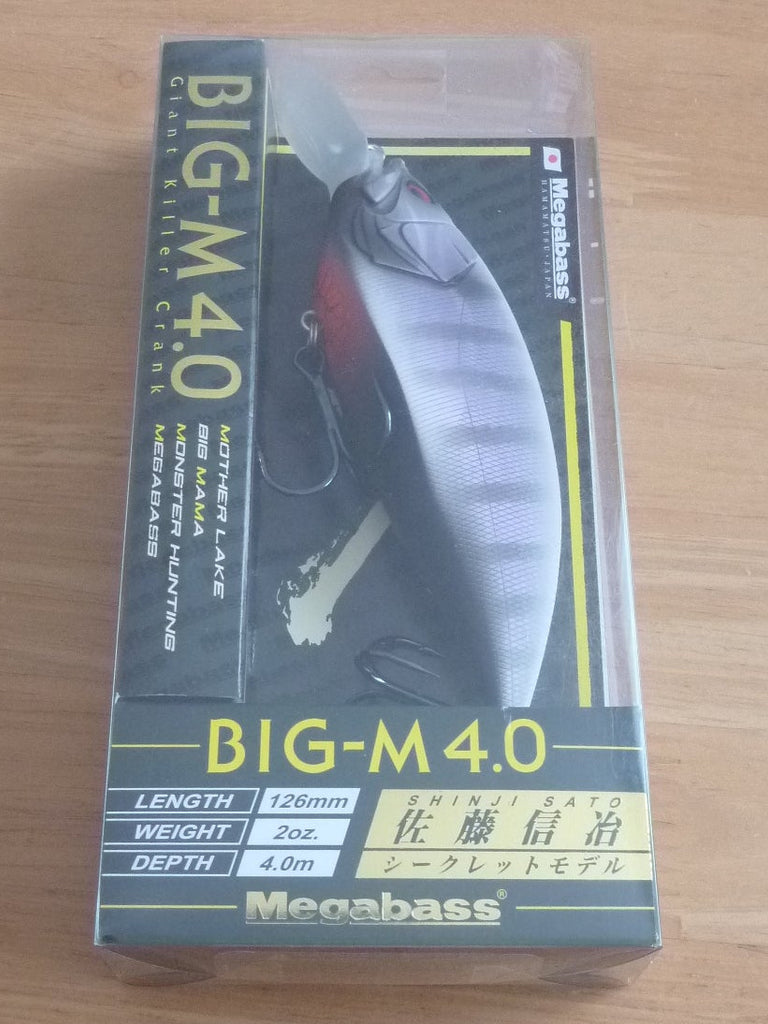 BIG-M 4.0
Giant Killer Crank
MOTHER LAKE
BIG MAMA
MONSTER HUNTING
MEGABASS
Megabass®
HAMAMATSU·JAPAN
BIG-M 4.0
LENGTH 126mm
WEIGHT 2oz.
DEPTH 4.0m
SHINJI SATO
佐藤信治
シークレットモデル
Megabass®